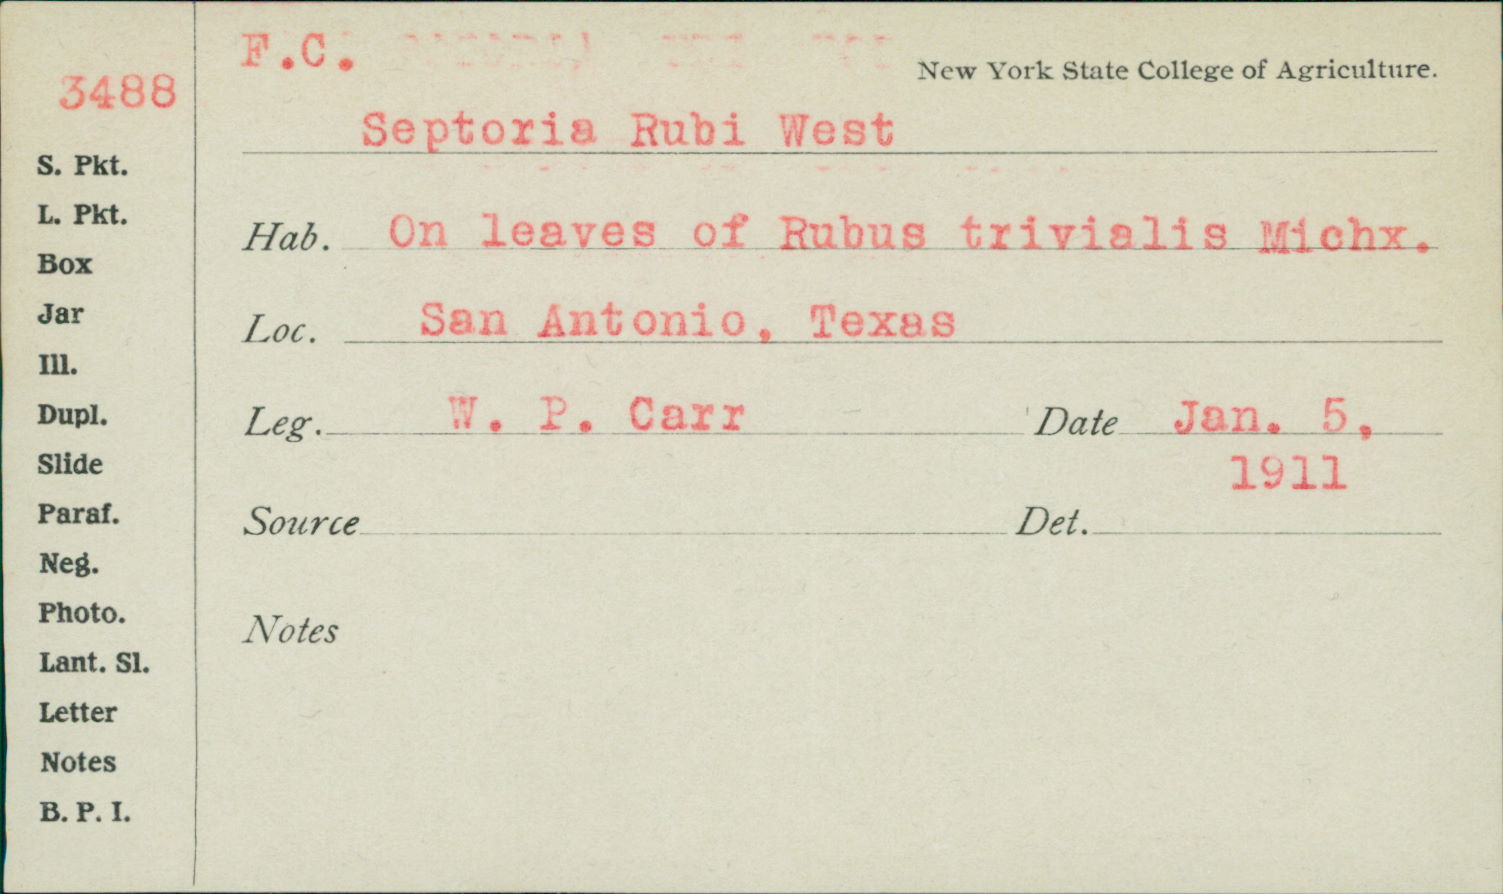 F.C.
New York State College of Agriculture.
3488
Septoria Rubi West
S. Pkt.
L. Pkt.
Box
Jar
Ill.
Dupl.
Slide
Paraf.
Neg.
Photo.
Lant. Sl.
Letter
Notes
B. P. I.
Hab. On leaves of Rubus trivialis Michx.
Loc. San Antonio, Texas
Leg. W. P. Carr Date Jan. 5,
1911
Source Det.
Notes